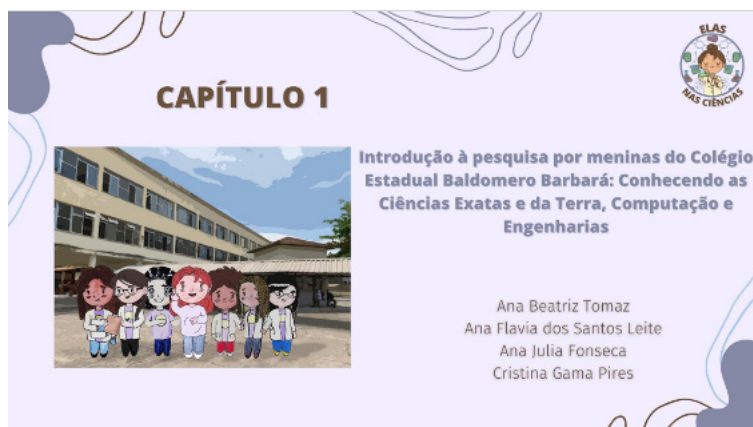 ELAS
NAS CIÊNCIAS
CAPÍTULO 1
Introdução à pesquisa por meninas do Colégio
Estadual Baldomero Barbará: Conhecendo as
Ciências Exatas e da Terra, Computação e
Engenharias
Ana Beatriz Tomaz
Ana Flavia dos Santos Leite
Ana Julia Fonseca
Cristina Gama Pires